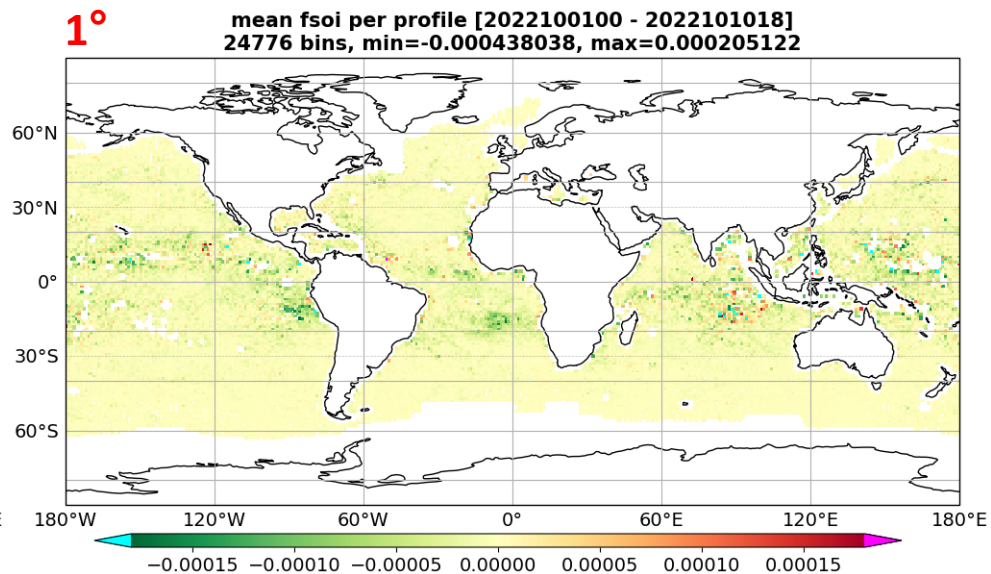 1°
mean fsoi per profile [2022100100 - 2022101018]
24776 bins, min=-0.000438038, max=0.000205122
60°N
30°N
0°
30°S
60°S
E 180°W 120°W 60°W 0° 60°E 120°E 180°E
−0.00015 −0.00010 −0.00005 0.00000 0.00005 0.00010 0.00015